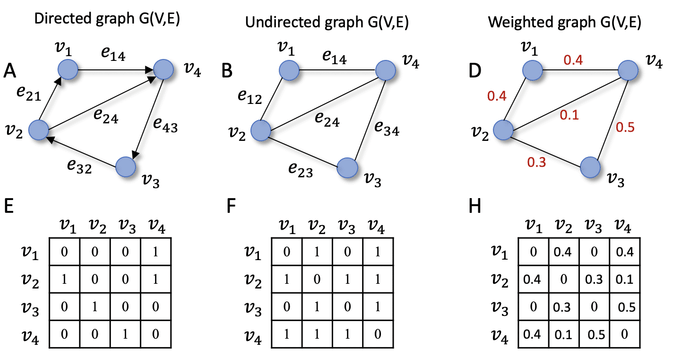 Directed graph G(V,E)
Undirected graph G(V,E)
Weighted graph G(V,E)
A
v₁
e₁₄
v₄
e₂₁
e₂₄
e₄₃
v₂
e₃₂
v₃
B
v₁
e₁₄
v₄
e₁₂
e₂₄
e₃₄
v₂
e₂₃
v₃
D
v₁
0.4
v₄
0.4
0.1
0.5
v₂
0.3
v₃
E
v₁ v₂ v₃ v₄
v₁ 0 0 0 1
v₂ 1 0 0 1
v₃ 0 1 0 0
v₄ 0 0 1 0
F
v₁ v₂ v₃ v₄
v₁ 0 1 0 1
v₂ 1 0 1 1
v₃ 0 1 0 1
v₄ 1 1 1 0
H
v₁ v₂ v₃ v₄
v₁ 0 0.4 0 0.4
v₂ 0.4 0 0.3 0.1
v₃ 0 0.3 0 0.5
v₄ 0.4 0.1 0.5 0